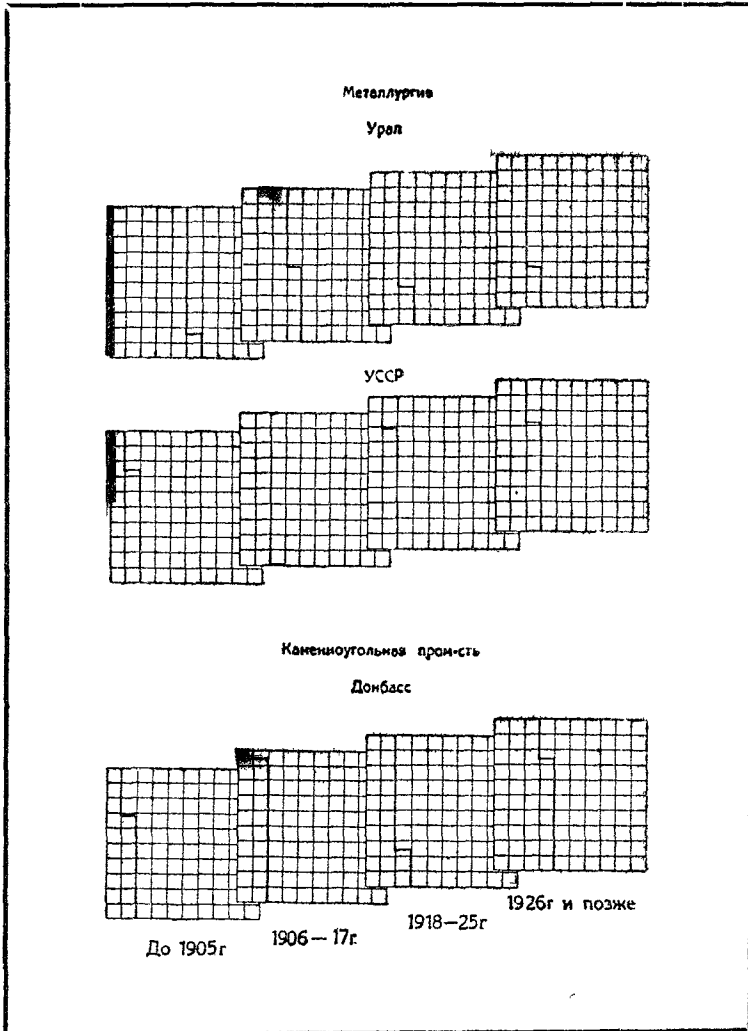 Металлургия
Урал
УССР
Каменноугольная пром-сть
Донбасс
До 1905г
1906—17г.
1918—25г
1926г и позже